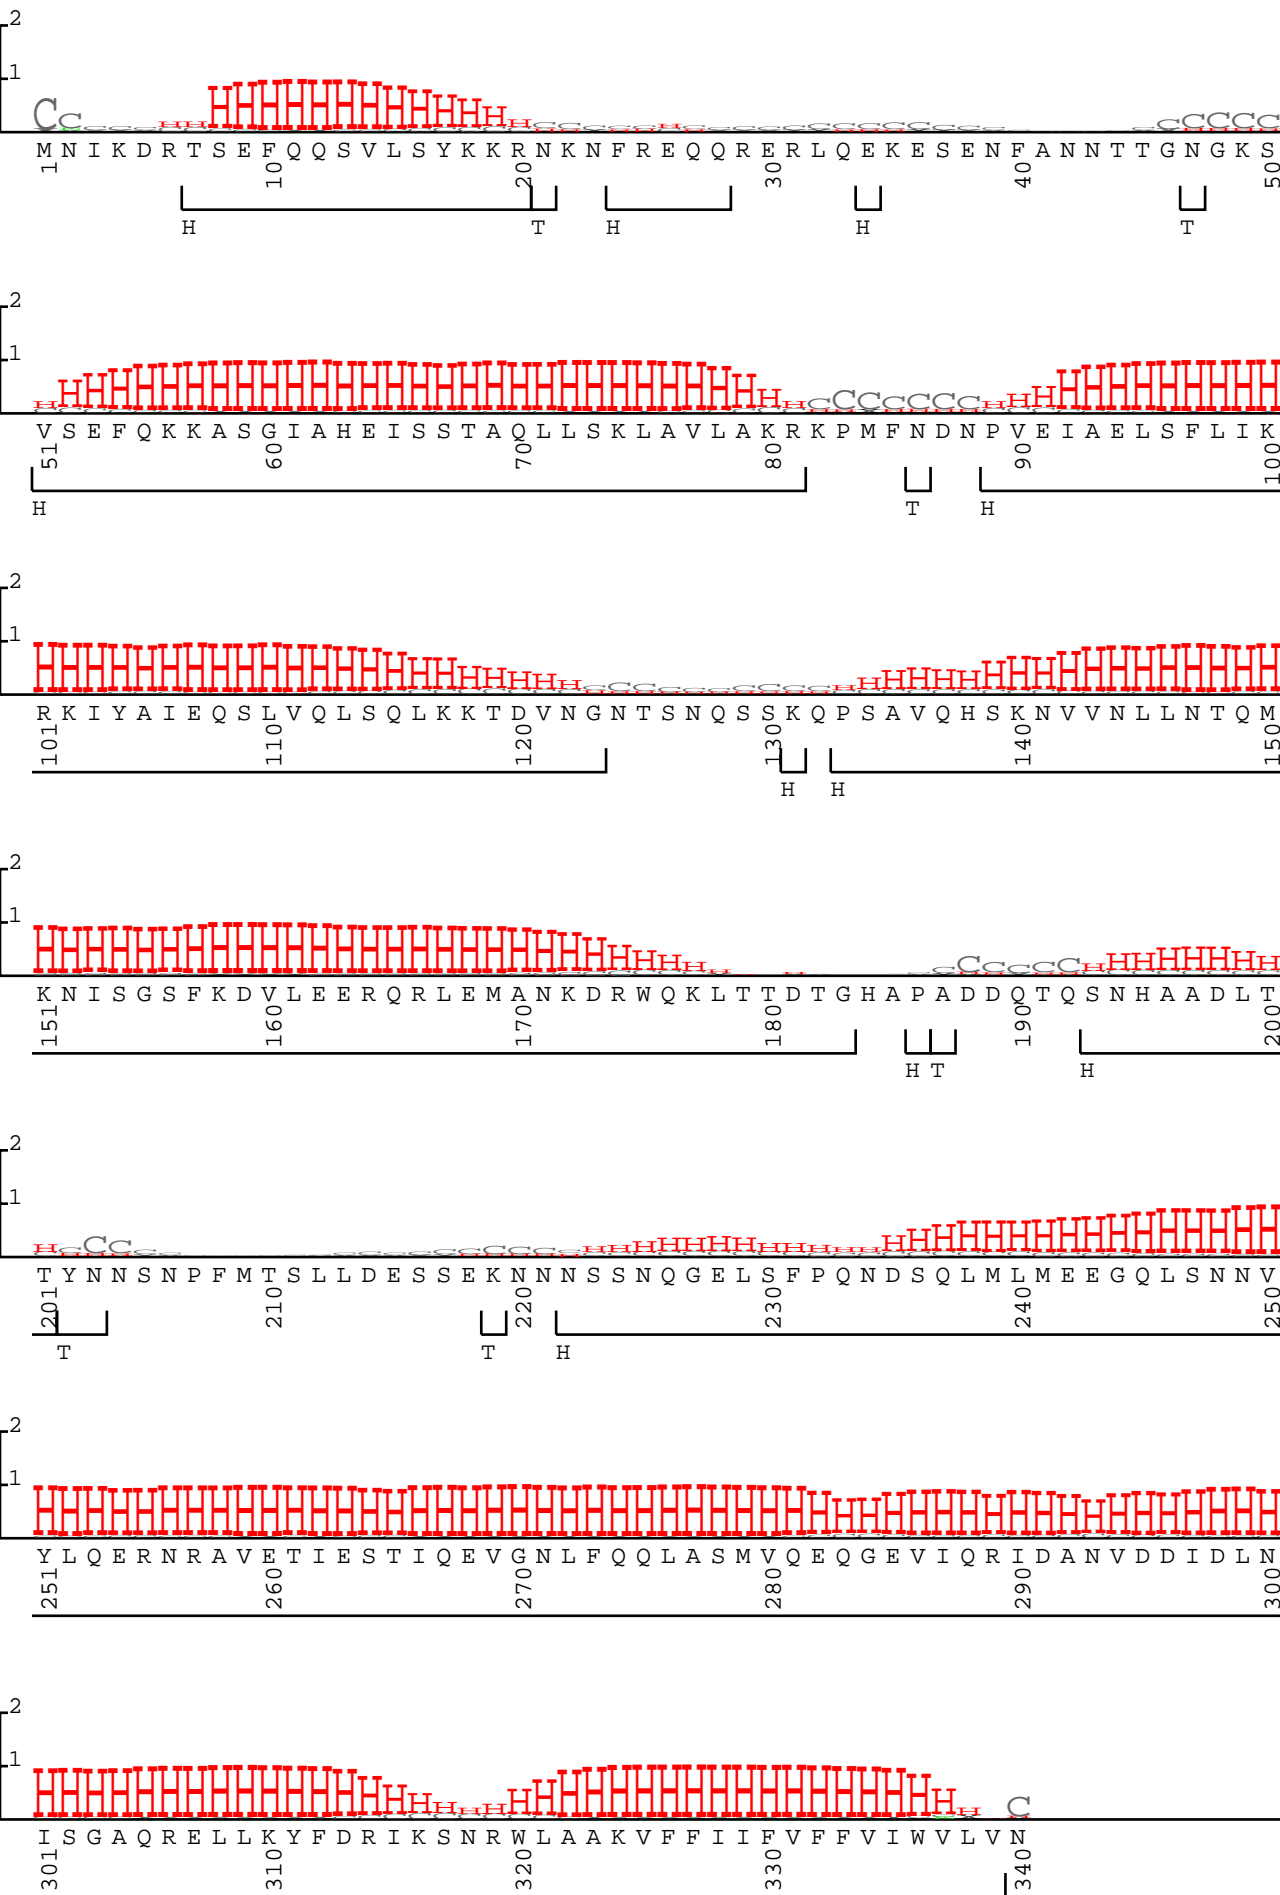 2
1
M N I K D R T S E F Q Q S V L S Y K K R N K N F R E Q Q R E R L Q E K E S E N F A N N T T G N G K S
1 10 20 30 40 50
H T H H T
2
1
V S E F Q K K A S G I A H E I S S T A Q L L S K L A V L A K R K P M F N D N P V E I A E L S F L I K
51 60 70 80 90 100
H T H
2
1
R K I Y A I E Q S L V Q L S Q L K K T D V N G N T S N Q S S K Q P S A V Q H S K N V V N L L N T Q M
101 110 120 130 140 150
H H
2
1
K N I S G S F K D V L E E R Q R L E M A N K D R W Q K L T T D T G H A P A D D Q T Q S N H A A D L T
151 160 170 180 190 200
H T H
2
1
T Y N N S N P F M T S L L D E S S E K N N N S S N Q G E L S F P Q N D S Q L M L M E E G Q L S N N V
201 210 220 230 240 250
T T H
2
1
Y L Q E R N R A V E T I E S T I Q E V G N L F Q Q L A S M V Q E Q G E V I Q R I D A N V D D I D L N
251 260 270 280 290 300
2
1
I S G A Q R E L L K Y F D R I K S N R W L A A K V F F I I F V F F V I W V L V N
301 310 320 330 340